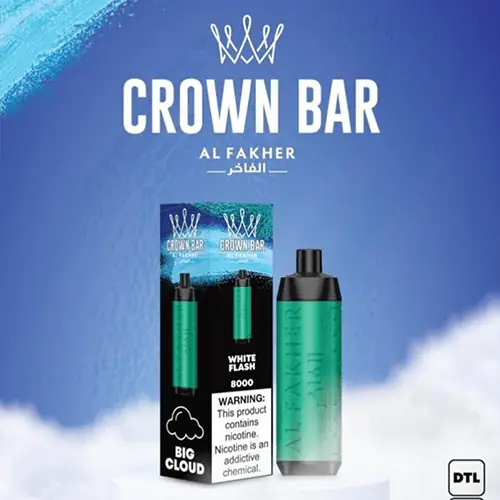 CROWN BAR
AL FAKHER
الفاخر
CROWN BAR
AL FAKHER
CROWN BAR
AL FAKHER
WHITE
FLASH
8000
WARNING:
This product
contains
nicotine.
Nicotine is an
addictive
chemical.
BIG
CLOUD
AL FAKHER
DTL